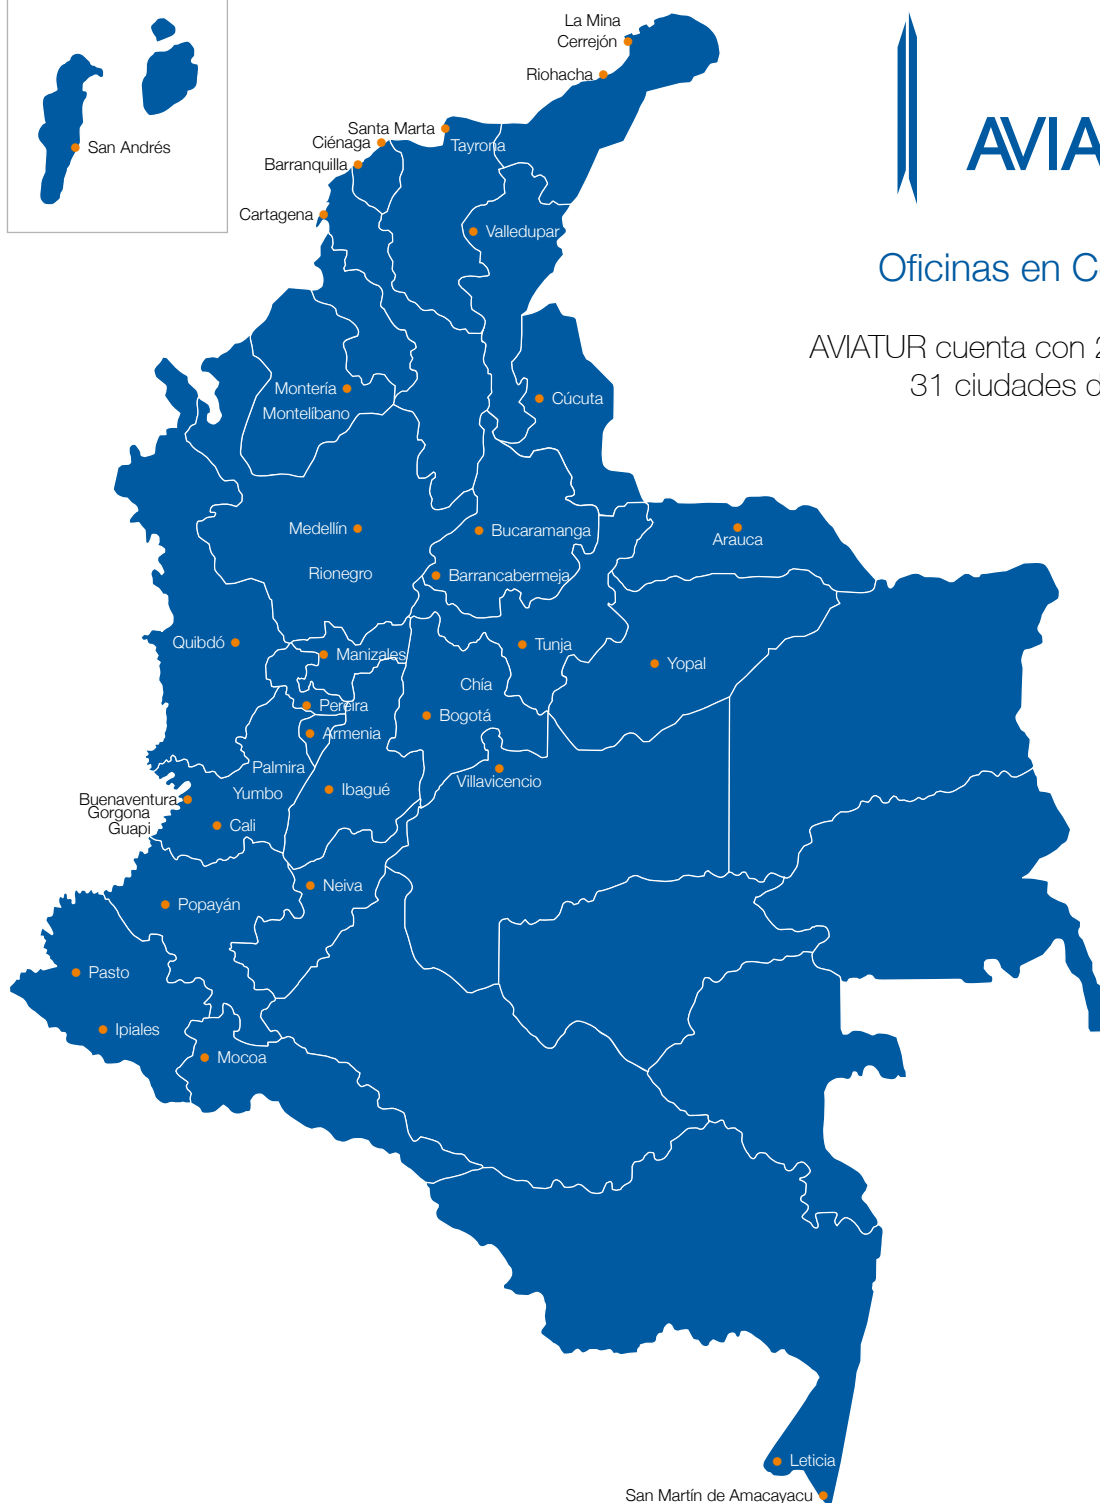 La Mina
Cerrejón
Riohacha
Santa Marta
Ciénaga
Tayrona
San Andrés
Barranquilla
AVIA
Cartagena
Valledupar
Oficinas en C
AVIATUR cuenta con 2
31 ciudades d
Montería
Montelíbano
Cúcuta
Medellín
Bucaramanga
Arauca
Rionegro
Barrancabermeja
Quibdó
Manizales
Tunja
Yopal
Chía
Pereira
Bogotá
Armenia
Palmira
Villavicencio
Ibagué
Yumbo
Buenaventura
Gorgona
Guapi
Cali
Neiva
Popayán
Pasto
Ipiales
Mocoa
Leticia
San Martín de Amacayacu